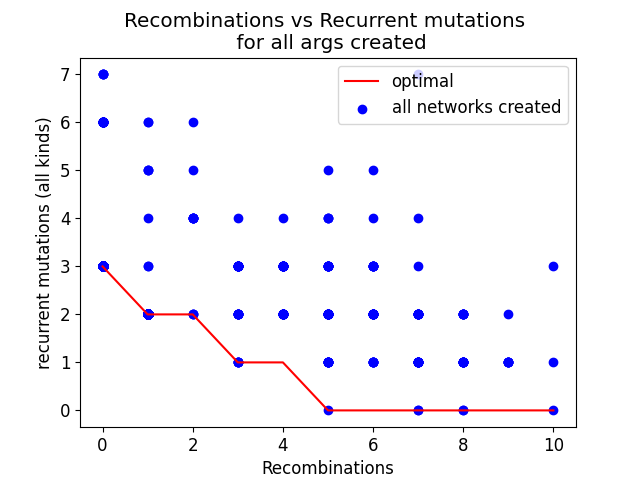 Recombinations vs Recurrent mutations
for all args created
recurrent mutations (all kinds)
7
6
5
4
3
2
1
0
optimal
all networks created
0 2 4 6 8 10
Recombinations